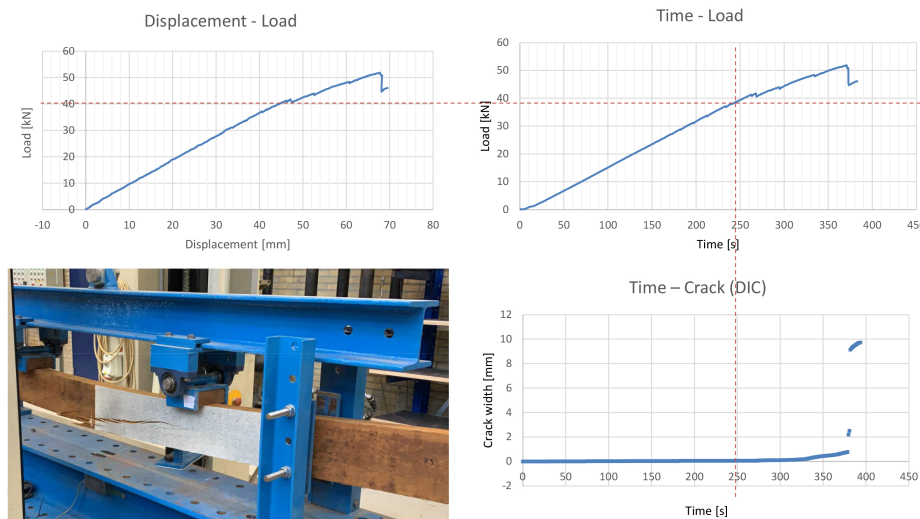 Displacement - Load
60
50
40
30
20
10
0
Load [kN]
-10 0 10 20 30 40 50 60 70 80
Displacement [mm]
Time - Load
60
50
40
30
20
10
0
Load [kN]
0 50 100 150 200 250 300 350 400 45
Time [s]
Time – Crack (DIC)
12
10
8
6
4
2
0
-2
Crack width [mm]
0 50 100 150 200 250 300 350 400 450
Time [s]